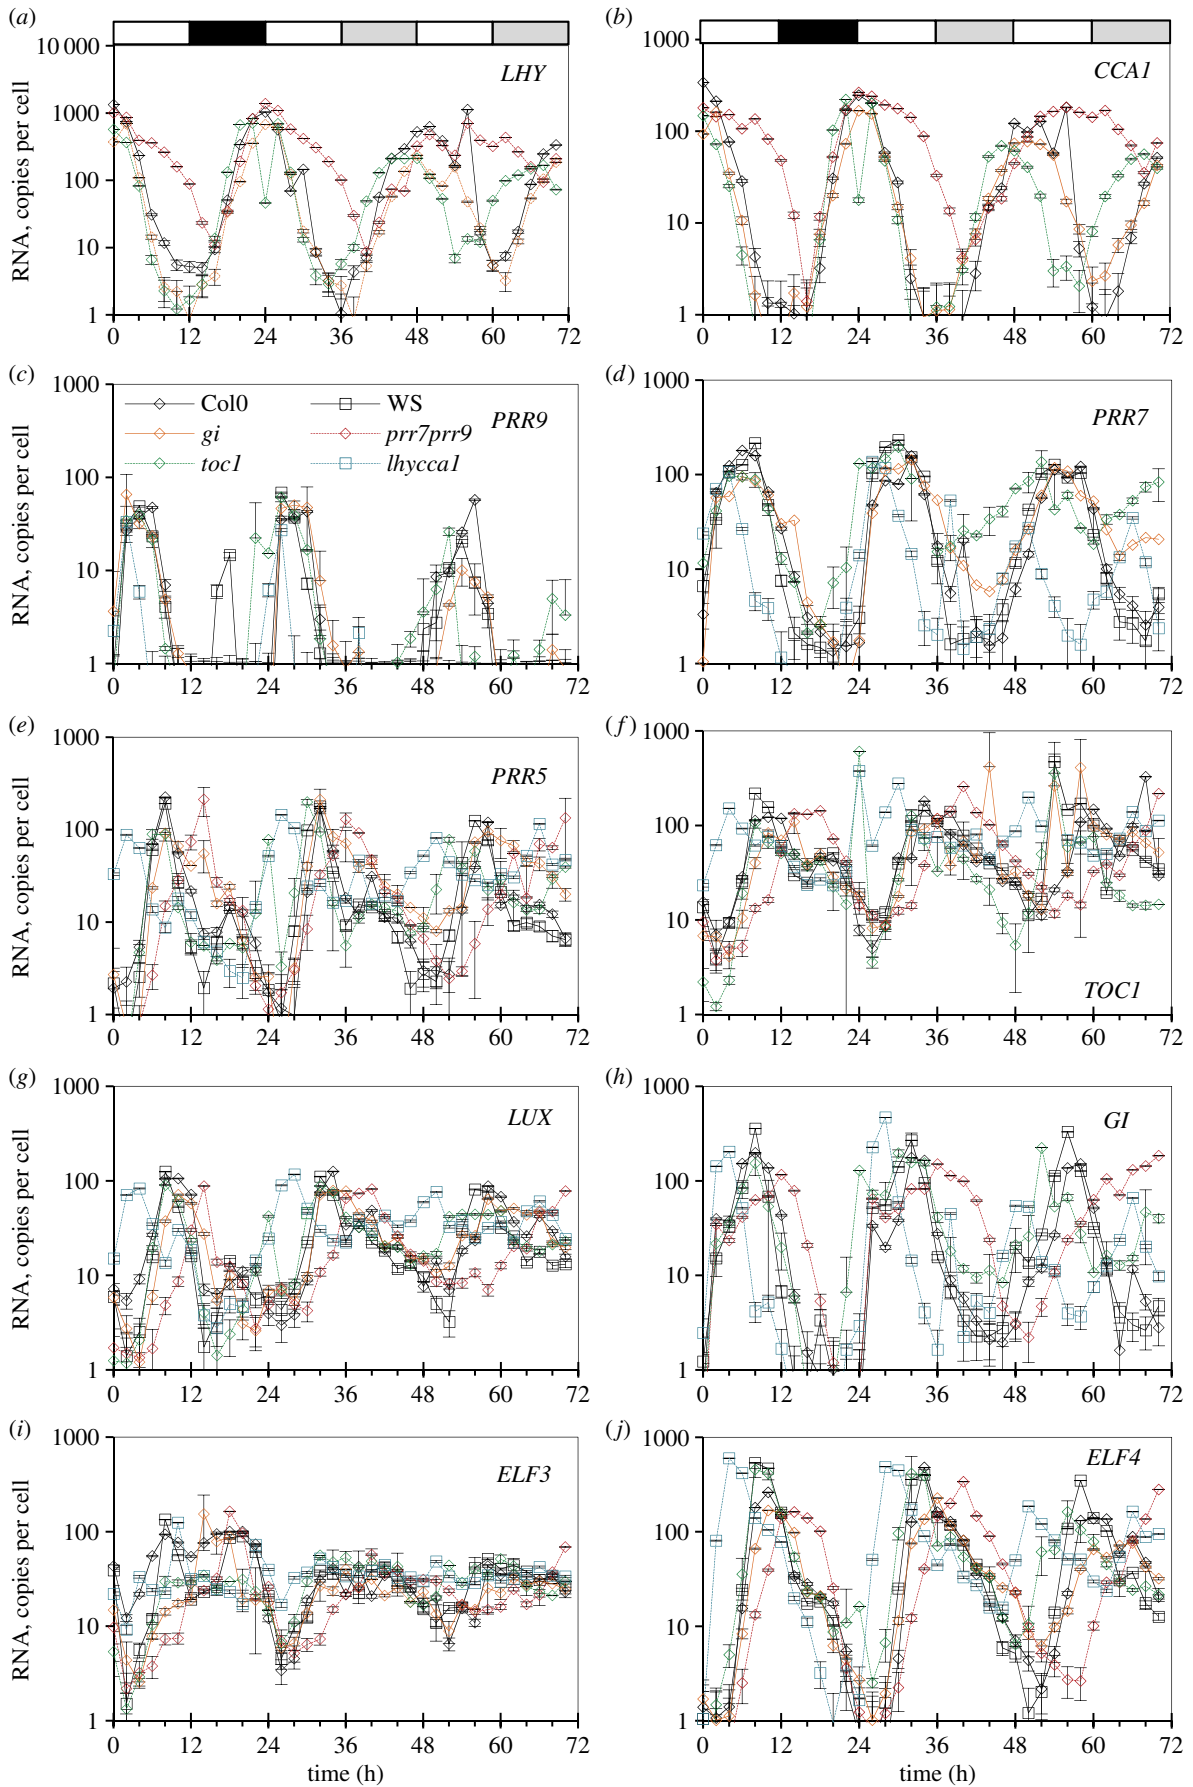 (a)
(b)
10 000
1000
100
10
1
RNA, copies per cell
LHY
0 12 24 36 48 60 72
1000
100
10
1
CCA1
0 12 24 36 48 60 72
(c)
(d)
1000
100
10
1
RNA, copies per cell
Col0 WS
gi prr7prr9
toc1 lhycca1
PRR9
0 12 24 36 48 60 72
1000
100
10
1
PRR7
0 12 24 36 48 60 72
(e)
(f)
1000
100
10
1
RNA, copies per cell
PRR5
0 12 24 36 48 60 72
1000
100
10
1
TOC1
0 12 24 36 48 60 72
(g)
(h)
1000
100
10
1
RNA, copies per cell
LUX
0 12 24 36 48 60 72
1000
100
10
1
GI
0 12 24 36 48 60 72
(i)
(j)
1000
100
10
1
RNA, copies per cell
ELF3
0 12 24 36 48 60 72
time (h)
1000
100
10
1
ELF4
0 12 24 36 48 60 72
time (h)